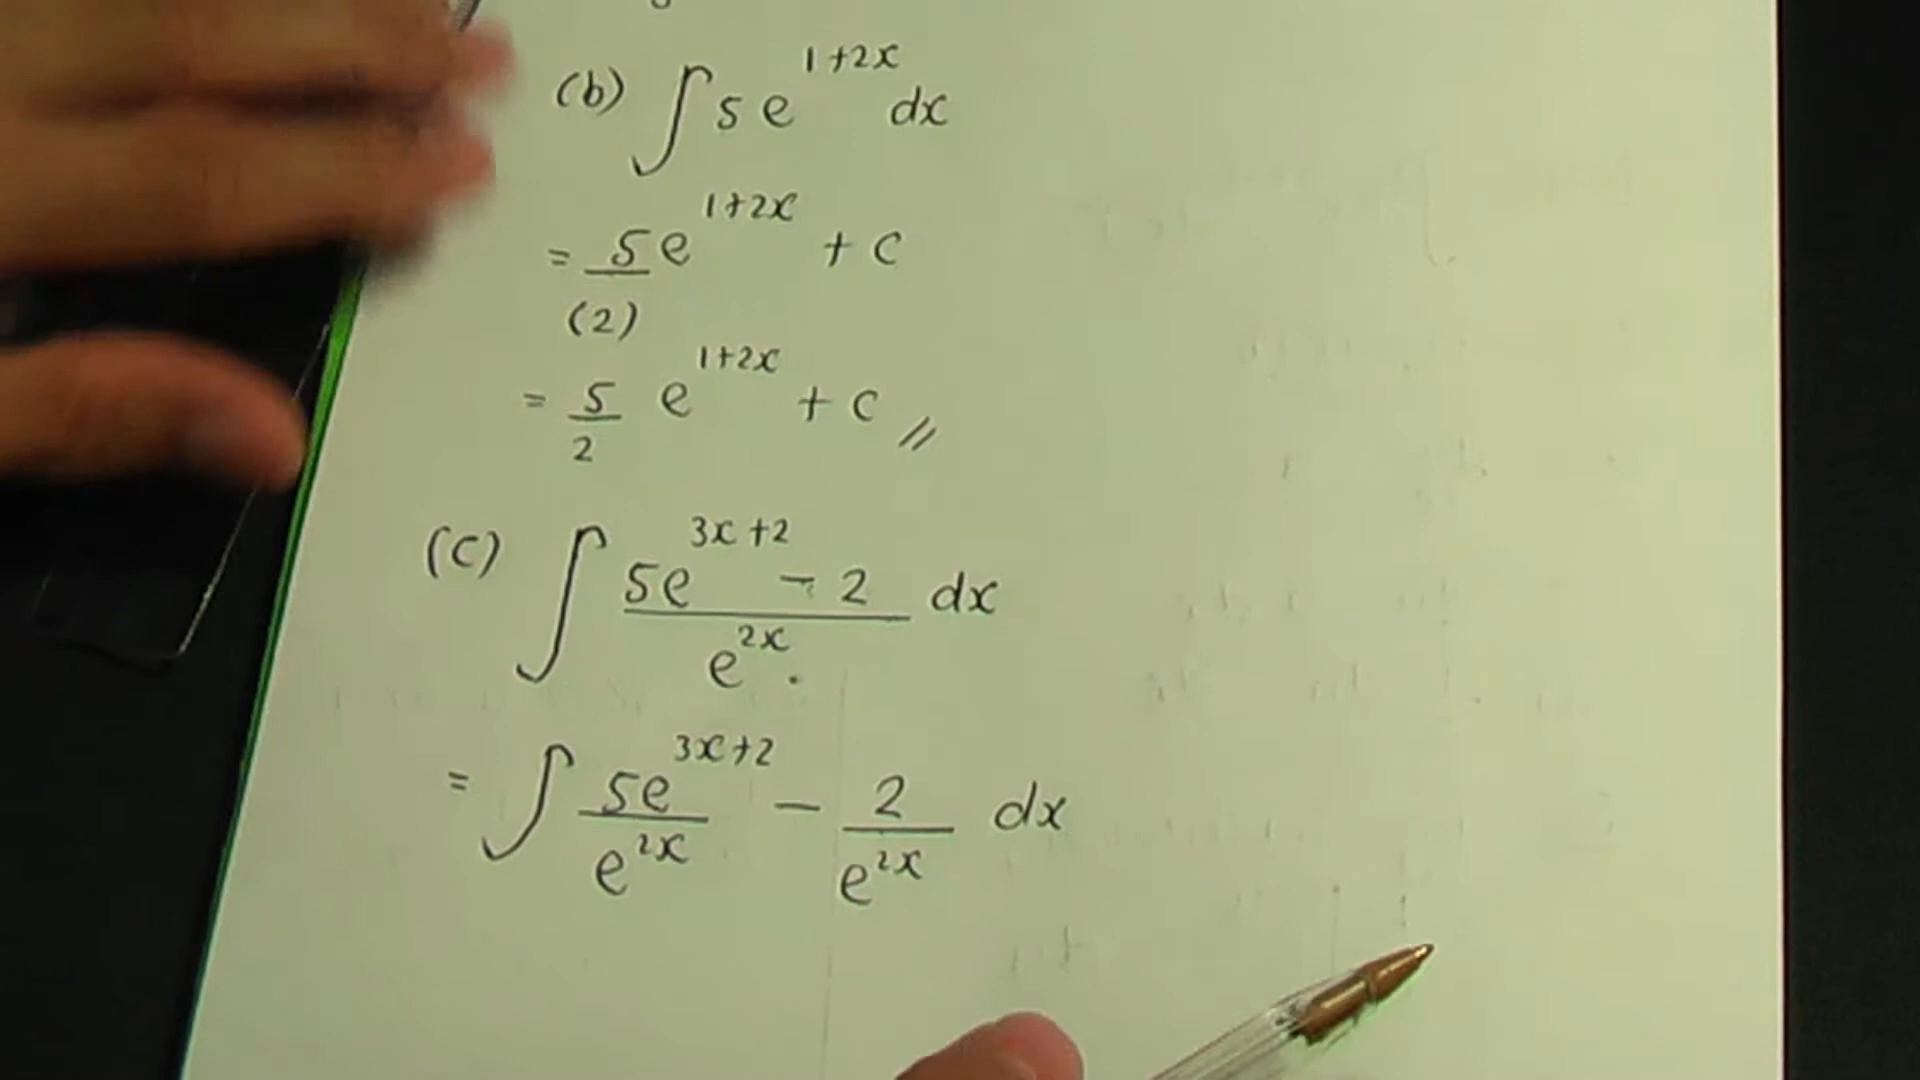 (b) ∫ 5e^{1+2x} dx
= 5e^{1+2x}/(2) + c
= 5/2 e^{1+2x} + c //
(c) ∫ (5e^{3x+2} - 2)/e^{2x} . dx
= ∫ 5e^{3x+2}/e^{2x} - 2/e^{2x} dx